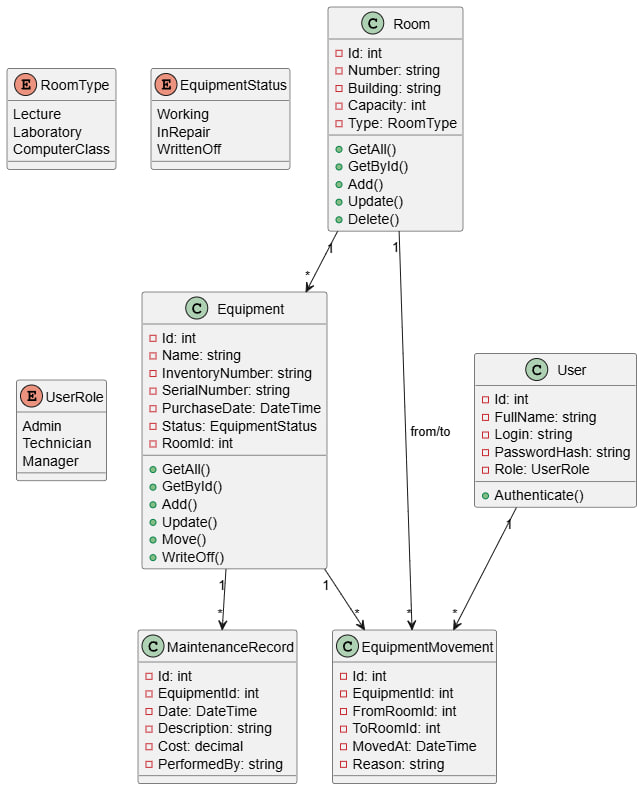 C Room
Id: int
Number: string
Building: string
Capacity: int
Type: RoomType
GetAll()
GetById()
Add()
Update()
Delete()
E RoomType
Lecture
Laboratory
ComputerClass
E EquipmentStatus
Working
InRepair
WrittenOff
1
1
*
C Equipment
Id: int
Name: string
InventoryNumber: string
SerialNumber: string
PurchaseDate: DateTime
Status: EquipmentStatus
RoomId: int
GetAll()
GetById()
Add()
Update()
Move()
WriteOff()
E UserRole
Admin
Technician
Manager
from/to
C User
Id: int
FullName: string
Login: string
PasswordHash: string
Role: UserRole
Authenticate()
1
1
1
*
*
*
*
C MaintenanceRecord
Id: int
EquipmentId: int
Date: DateTime
Description: string
Cost: decimal
PerformedBy: string
C EquipmentMovement
Id: int
EquipmentId: int
FromRoomId: int
ToRoomId: int
MovedAt: DateTime
Reason: string